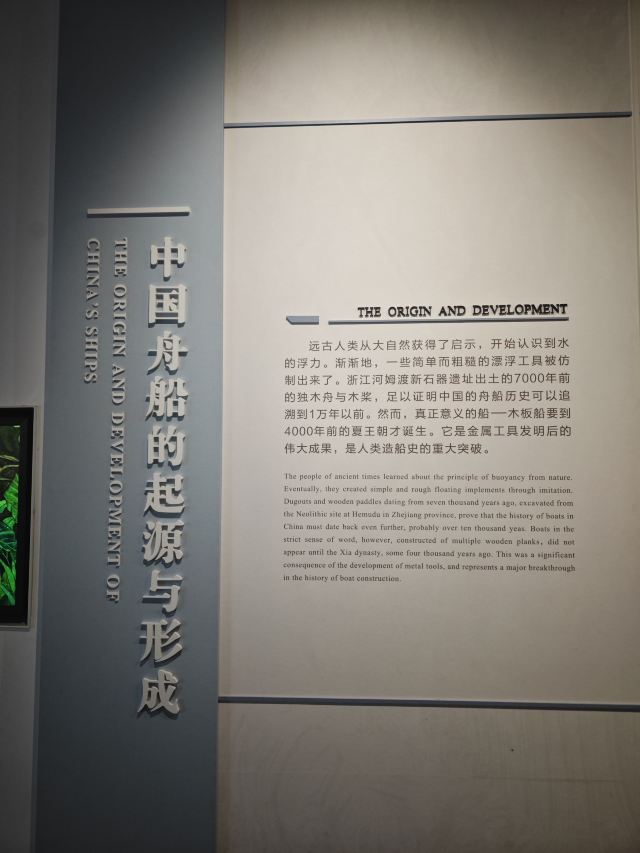 中国舟船的起源与形成
THE ORIGIN AND DEVELOPMENT OF
CHINA'S SHIPS
THE ORIGIN AND DEVELOPMENT
远古人类从大自然获得了启示，开始认识到水
的浮力。渐渐地，一些简单而粗糙的漂浮工具被仿
制出来了。浙江河姆渡新石器遗址出土的7000年前
的独木舟与木桨，足以证明中国的舟船历史可以追
溯到1万年以前。然而，真正意义的船──木板船要到
4000年前的夏王朝才诞生。它是金属工具发明后的
伟大成果，是人类造船史的重大突破。
The people of ancient times learned about the principle of buoyancy from nature.
Eventually, they created simple and rough floating implements through imitation.
Dugouts and wooden paddles dating from seven thousand years ago, excavated from
the Neolithic site at Hemudu in Zhejiang province, prove that the history of boats in
China must date back even further, probably over ten thousand yeas. Boats in the
strict sense of word, however, constructed of multiple wooden planks, did not
appear until the Xia dynasty, some four thousand years ago. This was a significant
consequence of the development of metal tools, and represents a major breakthrough
in the history of boat construction.